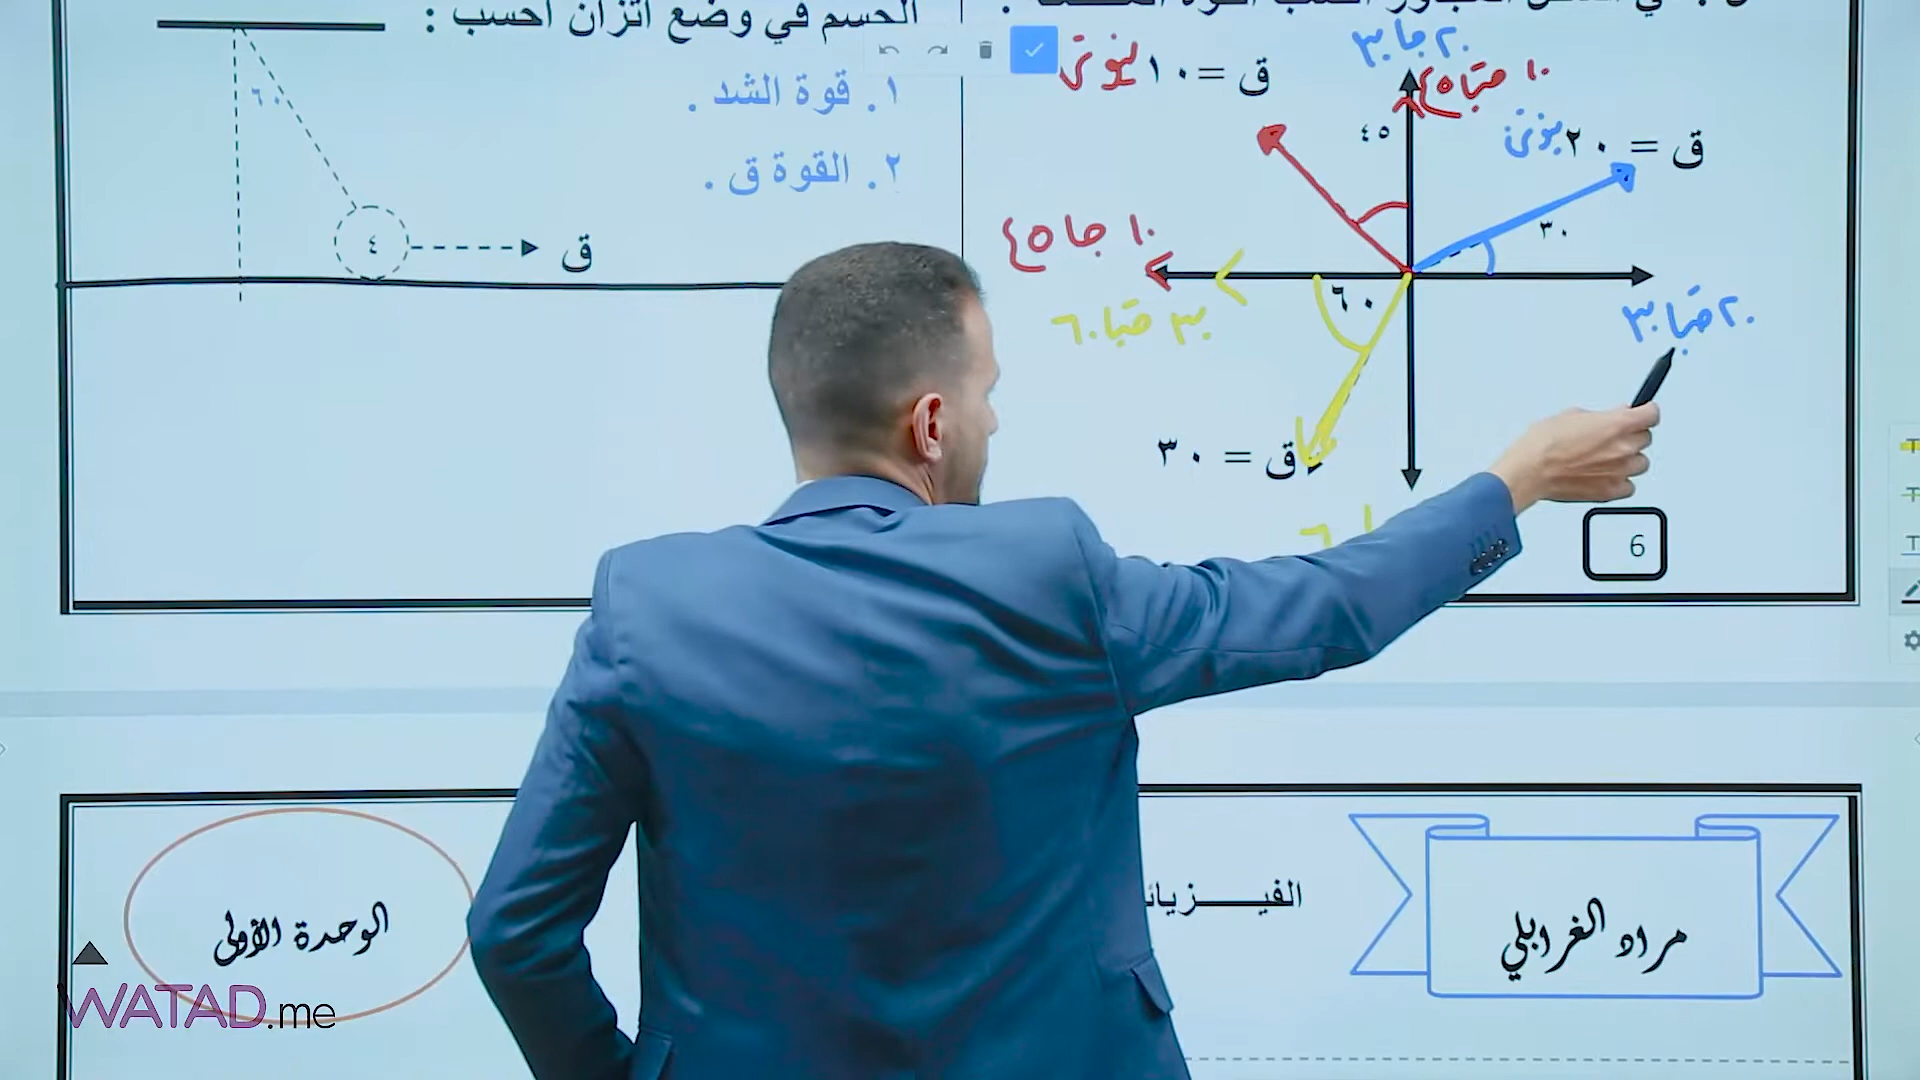 الجسم في وضع اتزان أحسب :
١. قوة الشد .
٢. القوة ق .
٦٠
٤
ق
٢٠ جا ٣٠
١٠ جتا ٤٥
ق = ١٠ نيوتن
٤٥
ق = ٢٠ نيوتن
٣٠
١٠ جا ٤٥
٦٠
٣٠ جتا ٦٠
٢٠ جتا ٣٠
ق = ٣٠
6
مراد الغرابلي
الوحدة الأولى
WATAD.me